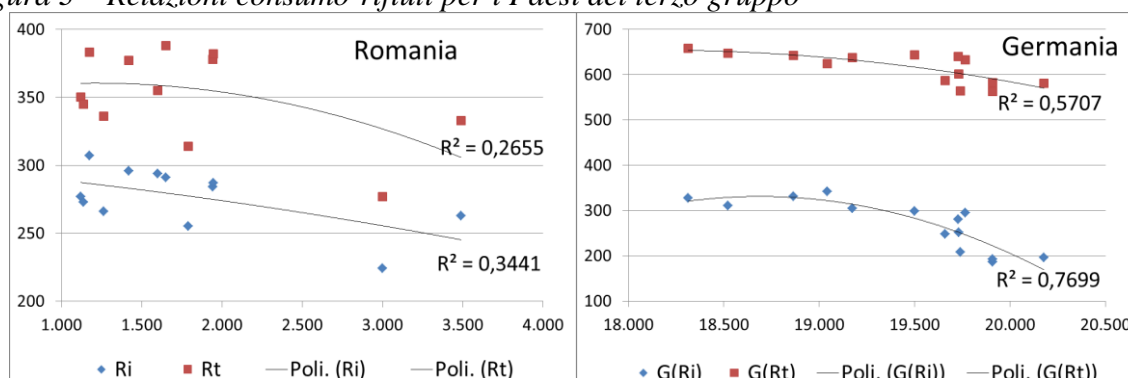 gura 3 – Relazioni consumo-rifiuti per i Paesi del terzo gruppo
Romania
400
350
300
250
200
R² = 0,2655
R² = 0,3441
1.000 1.500 2.000 2.500 3.000 3.500 4.000
Ri Rt Poli. (Ri) Poli. (Rt)
Germania
700
600
500
400
300
200
100
R² = 0,5707
R² = 0,7699
18.000 18.500 19.000 19.500 20.000 20.500
G(Ri) G(Rt) Poli. (G(Ri)) Poli. (G(Rt))